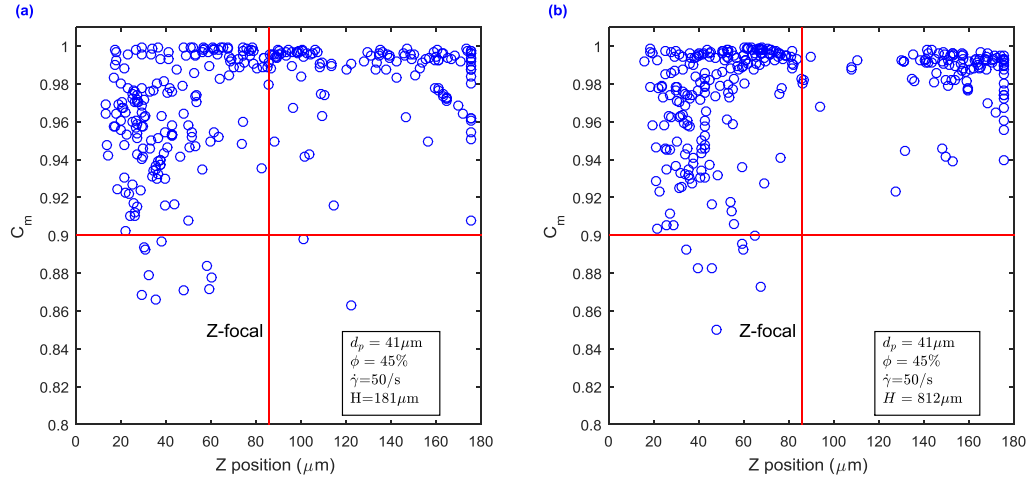 (a)
1
0.98
0.96
0.94
0.92
0.9
0.88
0.86
0.84
0.82
0.8
C_m
Z-focal
d_p = 41μm
ϕ = 45%
γ̇=50/s
H=181μm
0 20 40 60 80 100 120 140 160 180
Z position (μm)
(b)
1
0.98
0.96
0.94
0.92
0.9
0.88
0.86
0.84
0.82
0.8
C_m
Z-focal
d_p = 41μm
ϕ = 45%
γ̇=50/s
H = 812μm
0 20 40 60 80 100 120 140 160 180
Z position (μm)